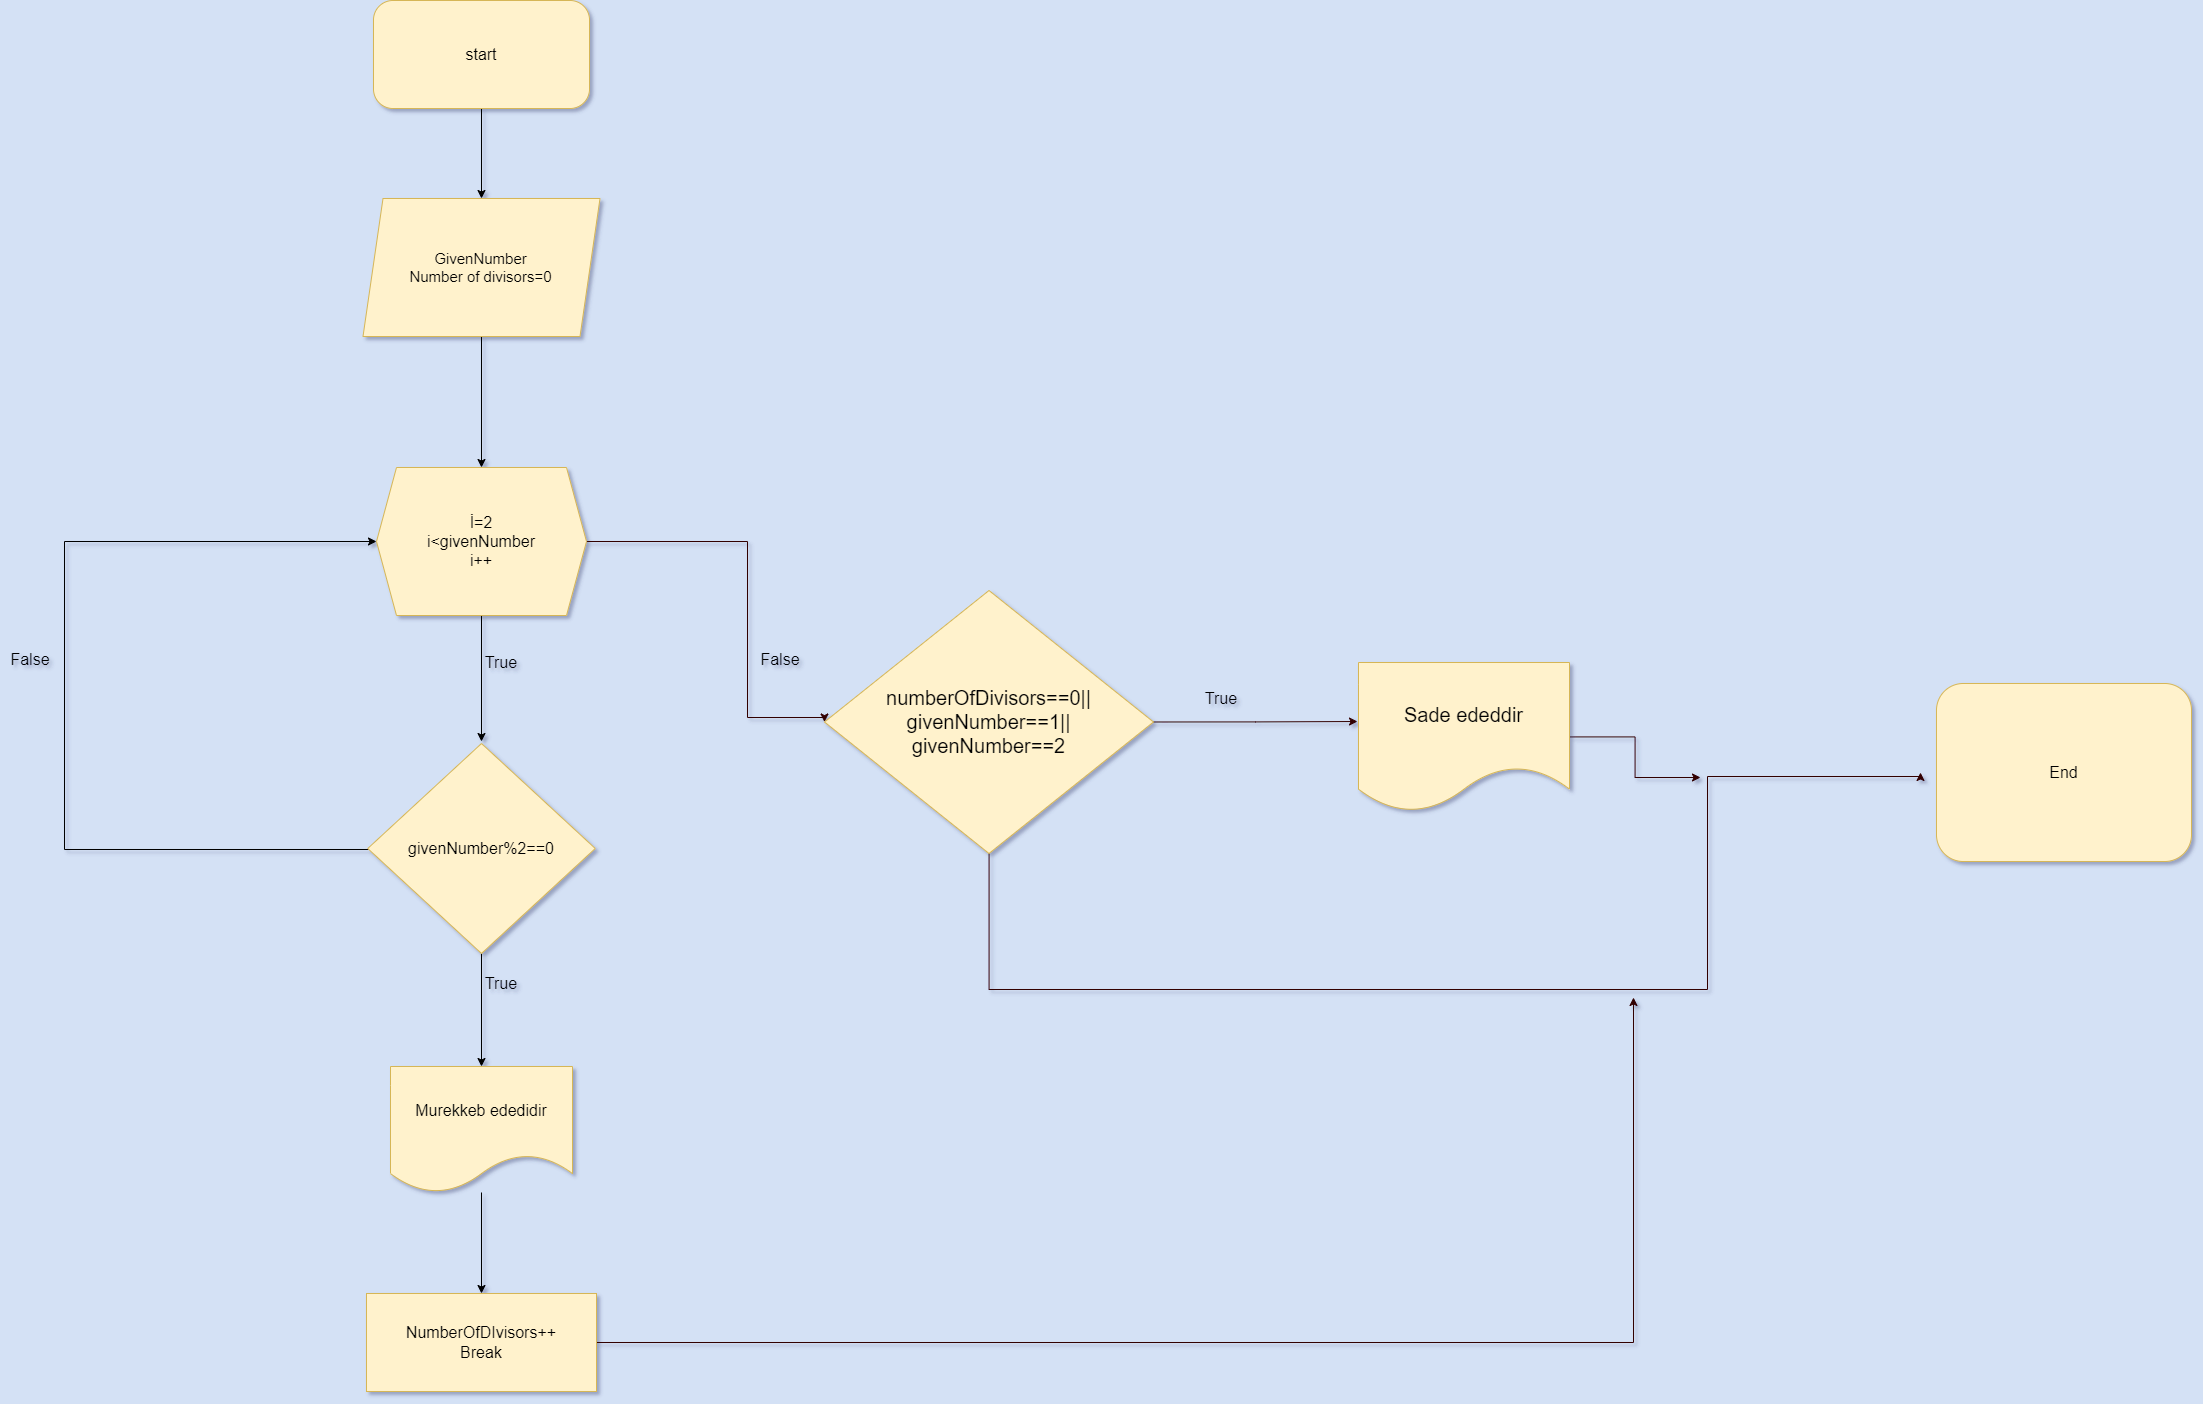 start
GivenNumber
Number of divisors=0
İ=2
i<givenNumber
i++
False
True
False
numberOfDivisors==0||
givenNumber==1||
givenNumber==2
True
Sade ededdir
End
givenNumber%2==0
True
Murekkeb ededidir
NumberOfDIvisors++
Break